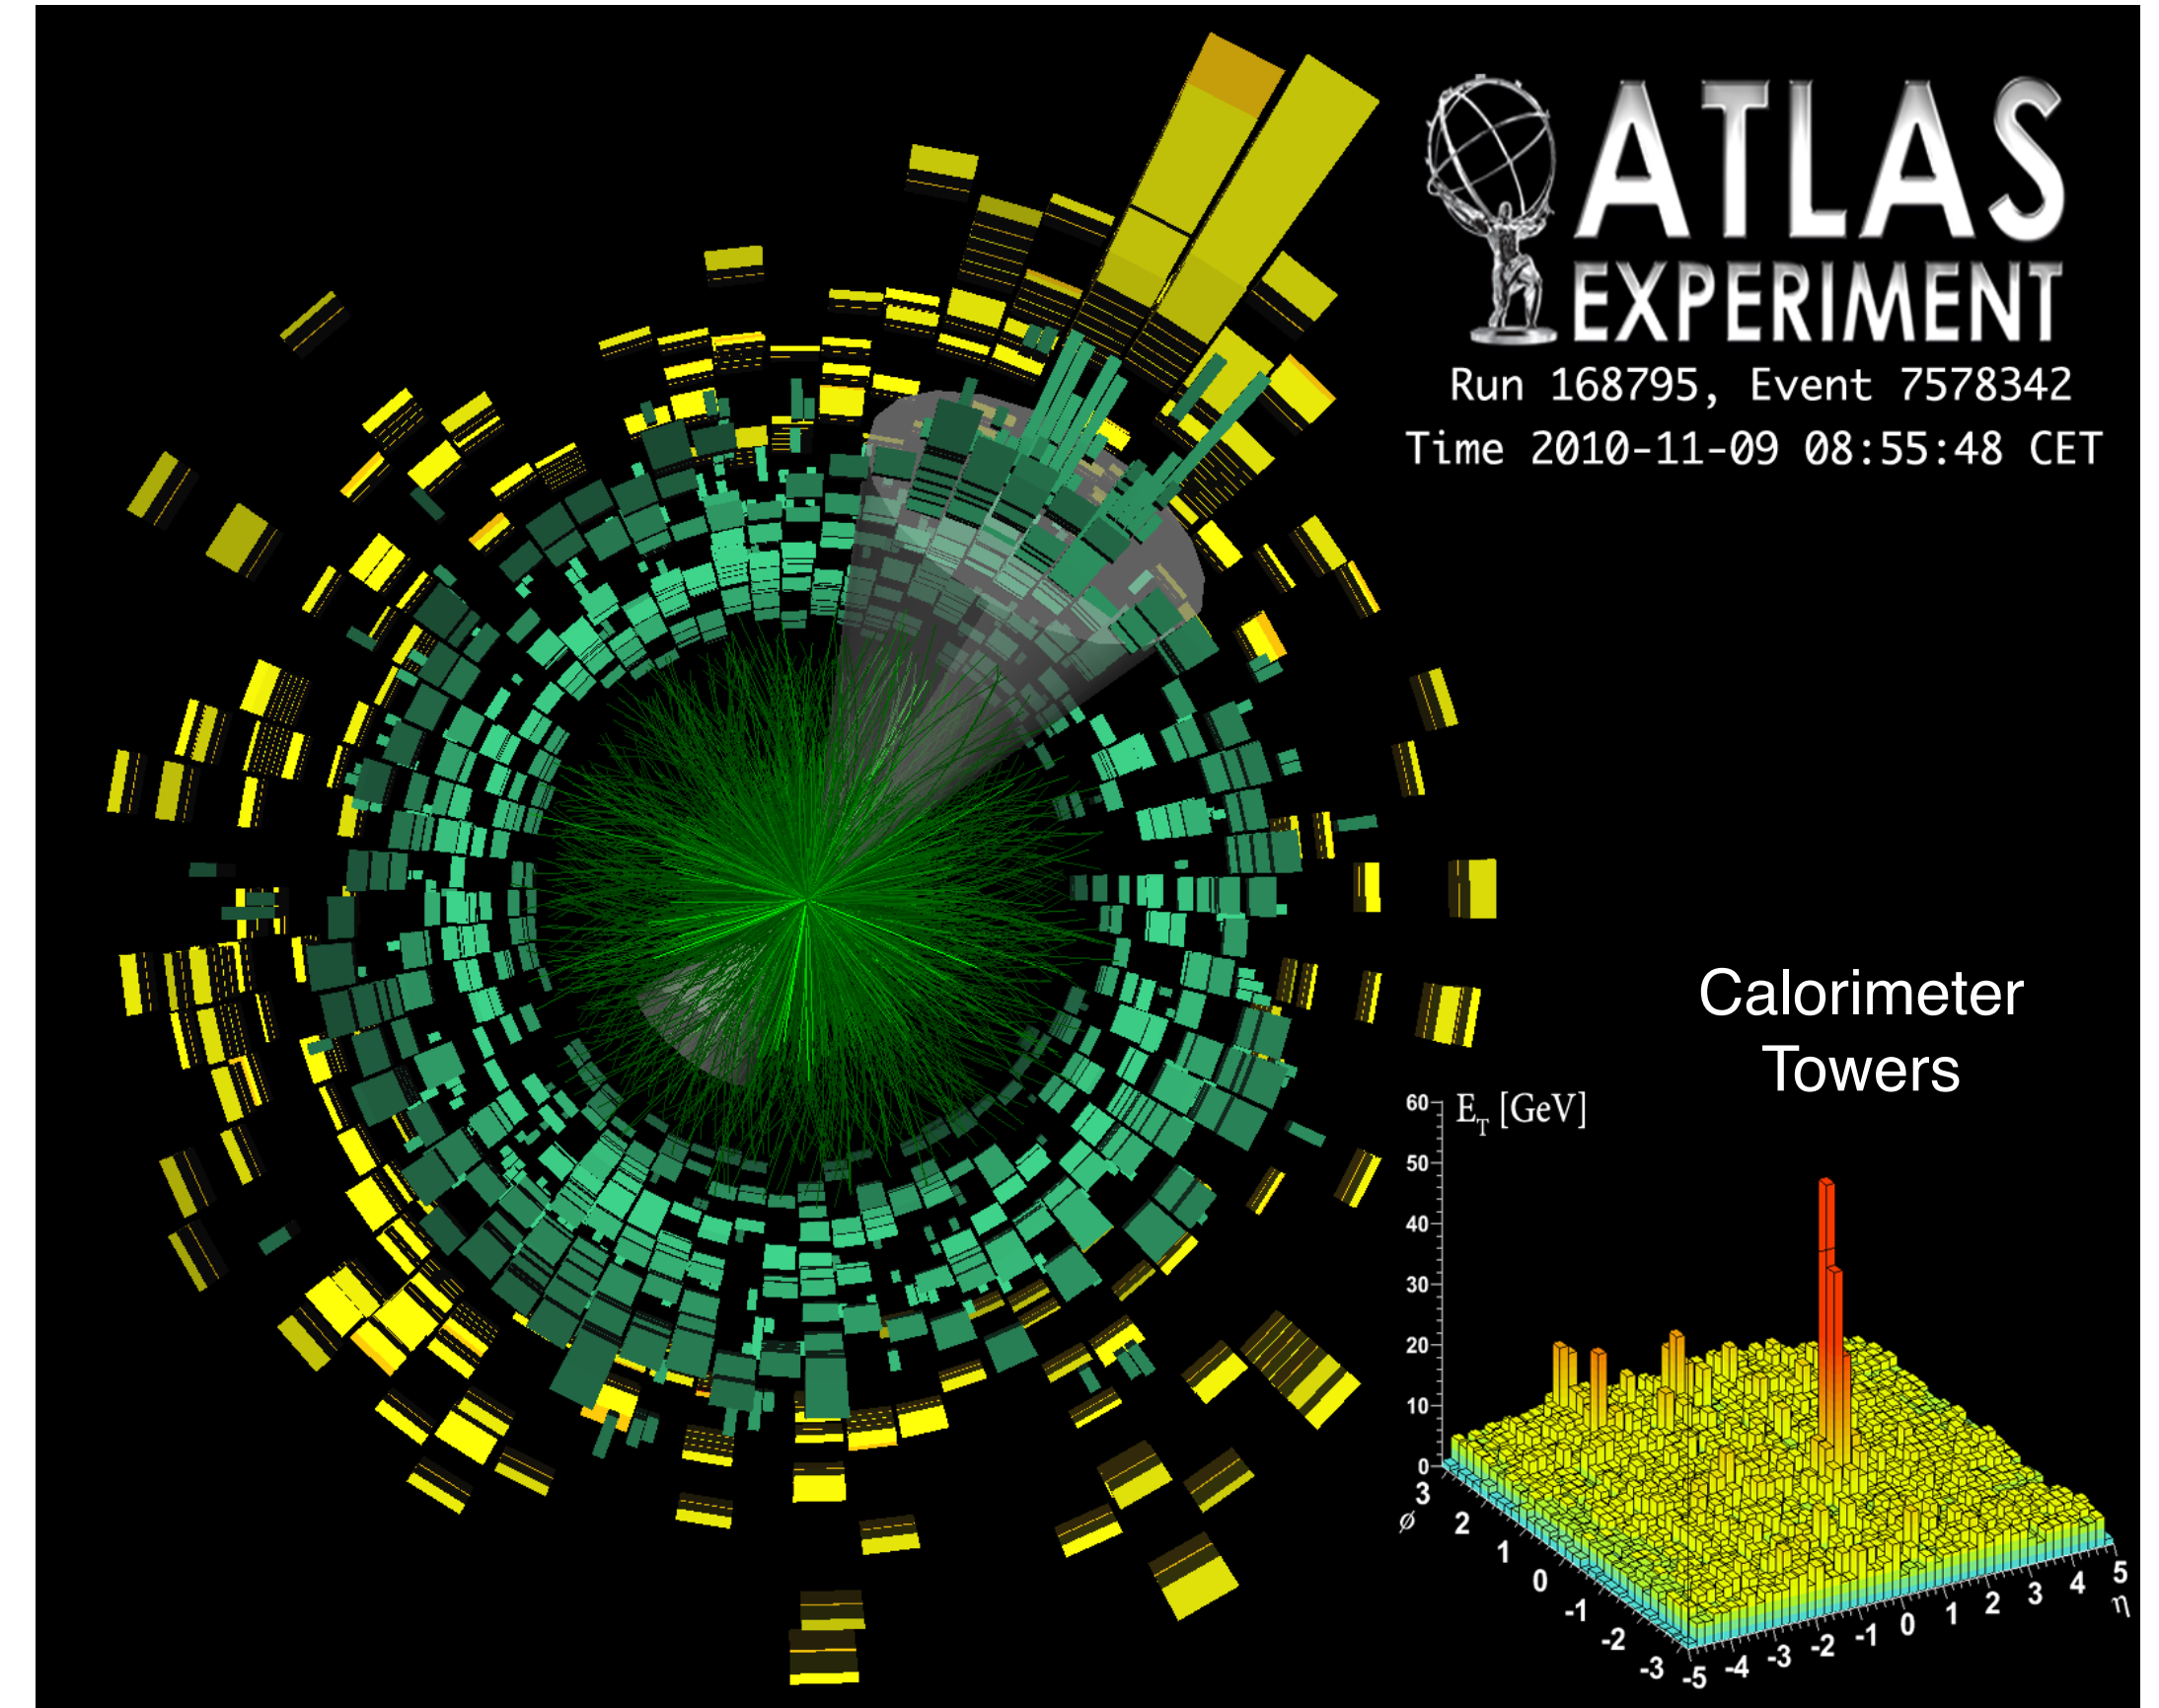 ATLAS
EXPERIMENT
Run 168795, Event 7578342
Time 2010-11-09 08:55:48 CET
Calorimeter
Towers
E_T [GeV]
60
50
40
30
20
10
0
3
ø
2
1
0
-1
-2
-3
-5
-4
-3
-2
-1
0
1
2
3
4
5
η